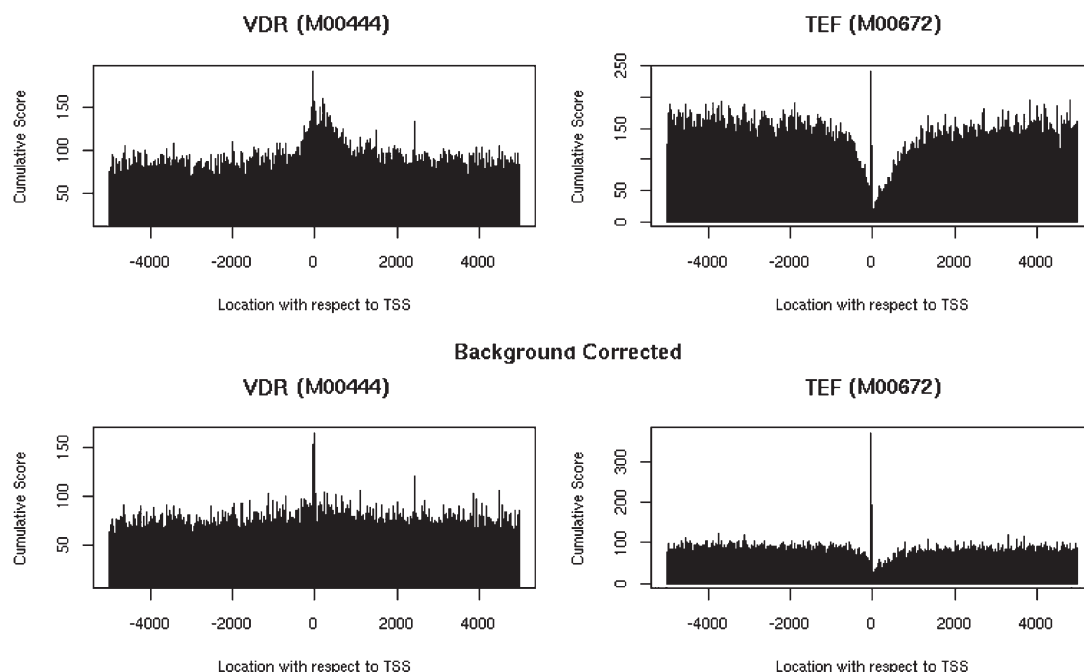 VDR (M00444)
TEF (M00672)
Cumulative Score
50
100
150
-4000
-2000
0
2000
4000
Location with respect to TSS
Cumulative Score
0
50
150
250
-4000
-2000
0
2000
4000
Location with respect to TSS
Background Corrected
VDR (M00444)
TEF (M00672)
Cumulative Score
50
100
150
-4000
-2000
0
2000
4000
Location with respect to TSS
Cumulative Score
0
100
200
300
-4000
-2000
0
2000
4000
Location with respect to TSS